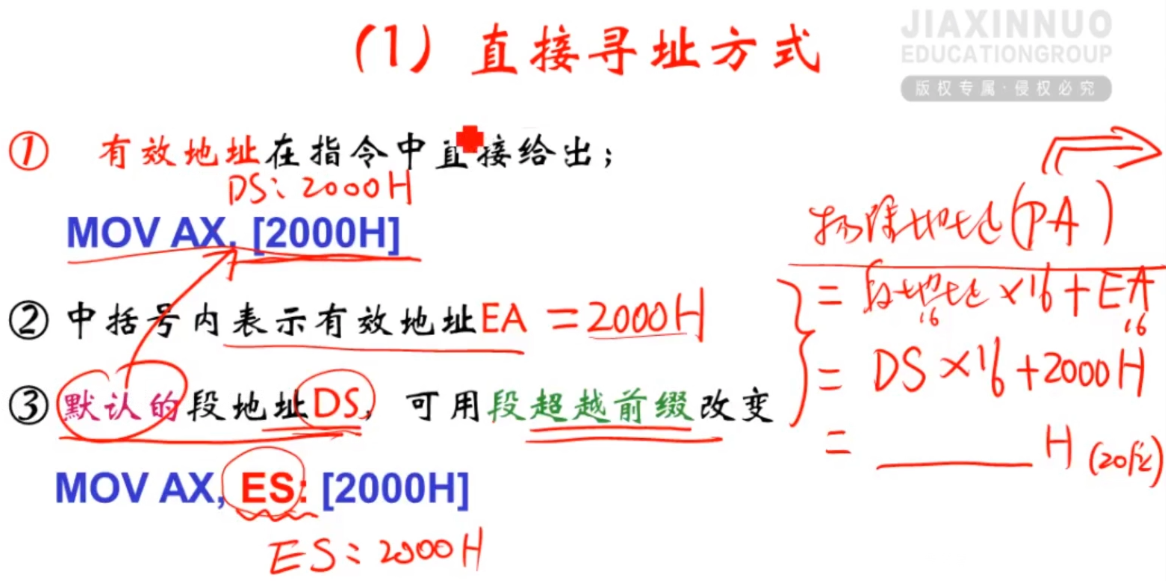 (1) 直接寻址方式
JIAXINNUO
EDUCATIONGROUP
版权专属·侵权必究
① 有效地址在指令中直接给出；
DS: 2000H
MOV AX, [2000H]
② 中括号内表示有效地址EA = 2000H
③ 默认的段地址DS，可用段超越前缀改变
MOV AX, ES: [2000H]
ES: 2000H
物理地址(PA)
= 段地址×16+EA
16 16
= DS×16+2000H
= ______ H (20位)